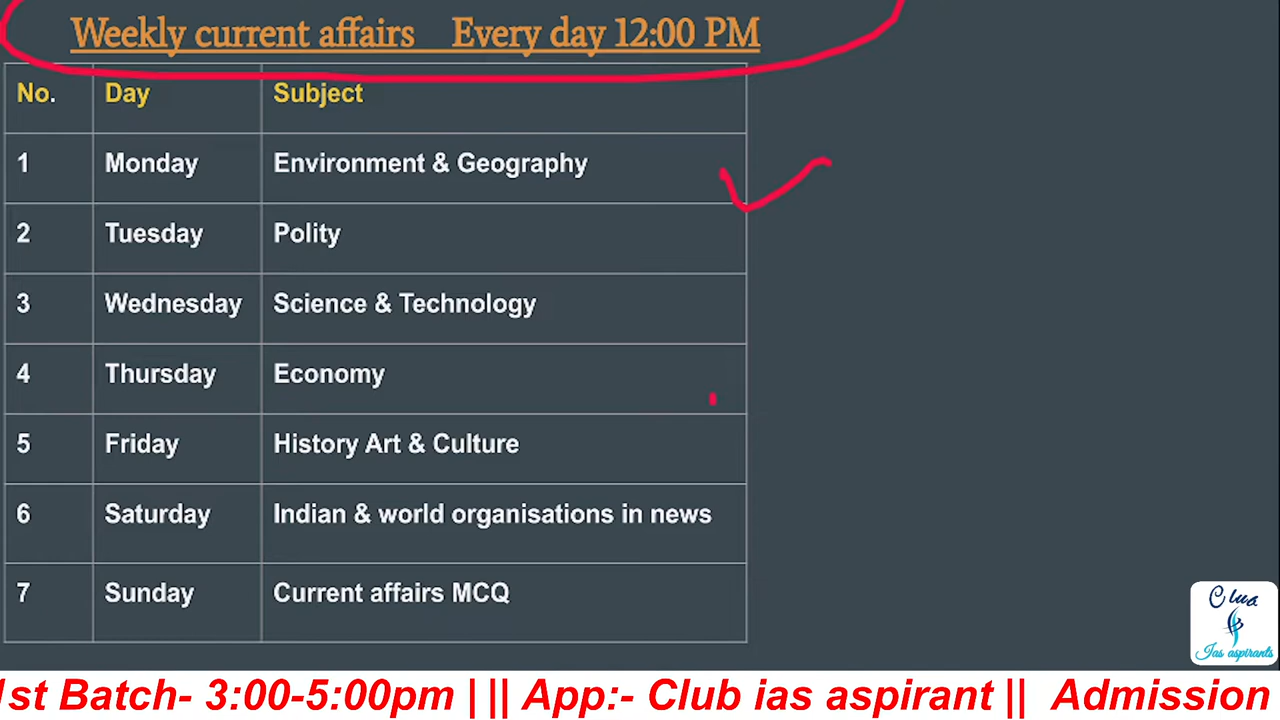 Weekly current affairs Every day 12:00 PM
No. Day Subject
1 Monday Environment & Geography
2 Tuesday Polity
3 Wednesday Science & Technology
4 Thursday Economy
5 Friday History Art & Culture
6 Saturday Indian & world organisations in news
7 Sunday Current affairs MCQ
Club
Ias aspirants
1st Batch- 3:00-5:00pm | || App:- Club ias aspirant || Admission